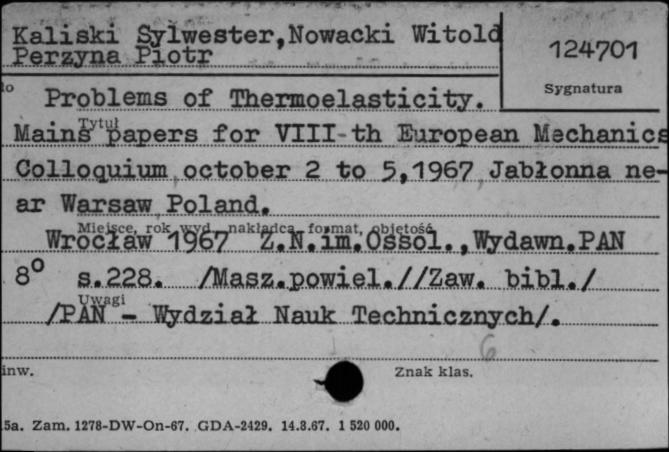 Kaliski Sylwester,Nowacki Witold
Perzyna Piotr
124701
Sygnatura
Problems of Thermoelasticity.
Tytuł
Mains papers for VIII-th European Mechanics
Colloquium october 2 to 5,1967 Jabłonna ne-
ar Warsaw Poland.
Miejsce, rok wyd., nakładca, format, objętość
Wrocław 1967 Z.N.im.Ossol.,Wydawn.PAN
8° s.228. /Masz.powiel.//Zaw. bibl./
Uwagi
/PAN - Wydział Nauk Technicznych/.
6
inw.
Znak klas.
5a. Zam. 1278-DW-On-67. GDA-2429. 14.8.67. 1 520 000.